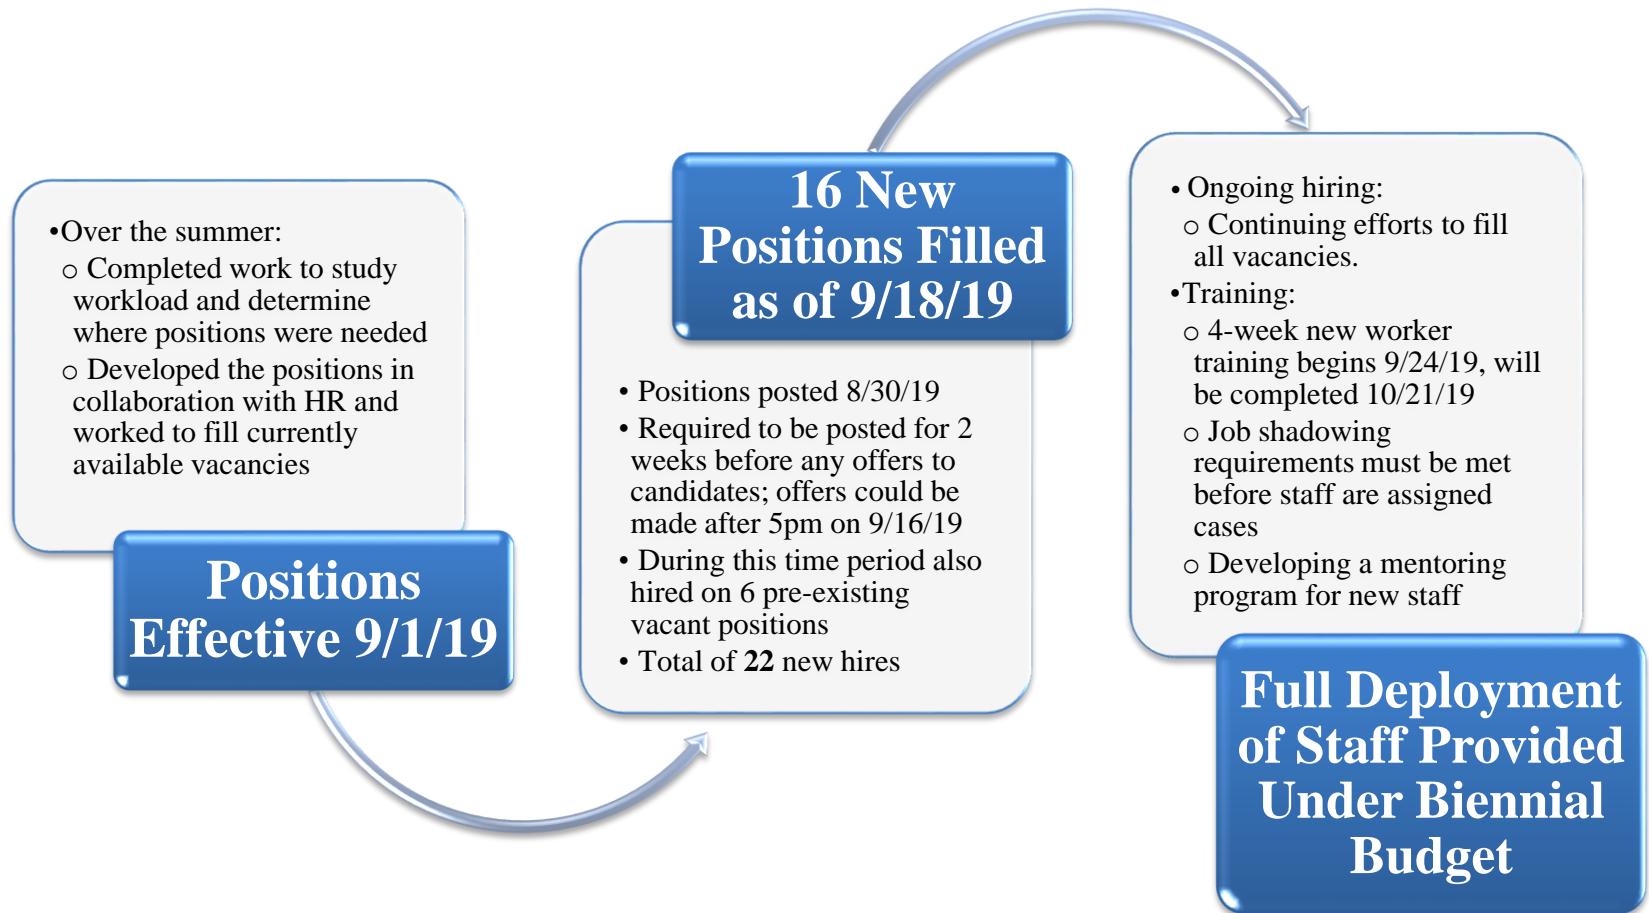 •Over the summer:
o Completed work to study
workload and determine
where positions were needed
o Developed the positions in
collaboration with HR and
worked to fill currently
available vacancies
Positions
Effective 9/1/19
16 New
Positions Filled
as of 9/18/19
• Positions posted 8/30/19
• Required to be posted for 2
weeks before any offers to
candidates; offers could be
made after 5pm on 9/16/19
• During this time period also
hired on 6 pre-existing
vacant positions
• Total of 22 new hires
• Ongoing hiring:
o Continuing efforts to fill
all vacancies.
•Training:
o 4-week new worker
training begins 9/24/19, will
be completed 10/21/19
o Job shadowing
requirements must be met
before staff are assigned
cases
o Developing a mentoring
program for new staff
Full Deployment
of Staff Provided
Under Biennial
Budget